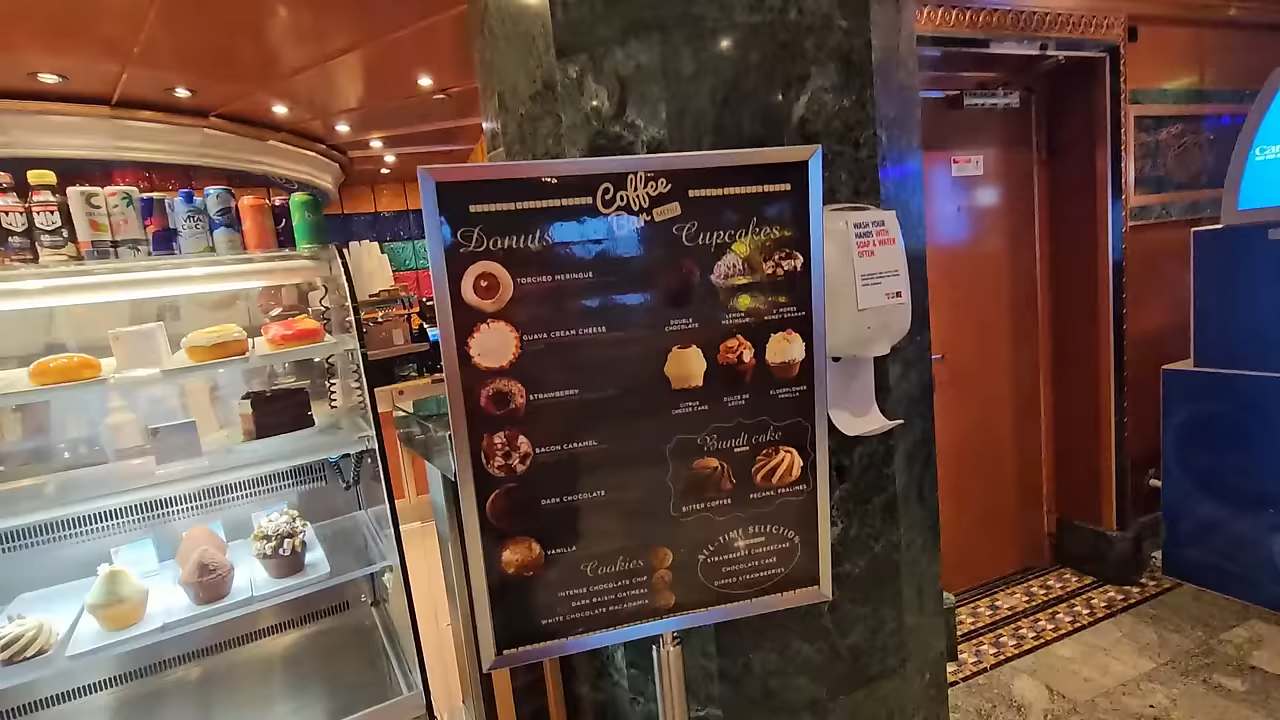 Coffee
Bar MENU
Donuts
TORCHED MERINGUE
GUAVA CREAM CHEESE
STRAWBERRY
BACON CARAMEL
DARK CHOCOLATE
VANILLA
Cupcakes
DOUBLE
CHOCOLATE
LEMON
MERINGUE
S'MORES
HONEY GRAHAM
CITRUS
CHEESE CAKE
DULCE DE
LECHE
ELDERFLOWER
VANILLA
Bundt cake
BITTER COFFEE
PECANS, PRALINES
ALL-TIME SELECTION
STRAWBERRY CHEESECAKE
CHOCOLATE CAKE
DIPPED STRAWBERRIES
Cookies
INTENSE CHOCOLATE CHIP
DARK RAISIN OATMEAL
WHITE CHOCOLATE MACADAMIA
WASH YOUR
HANDS WITH
SOAP & WATER
OFTEN.
VITA
COCO